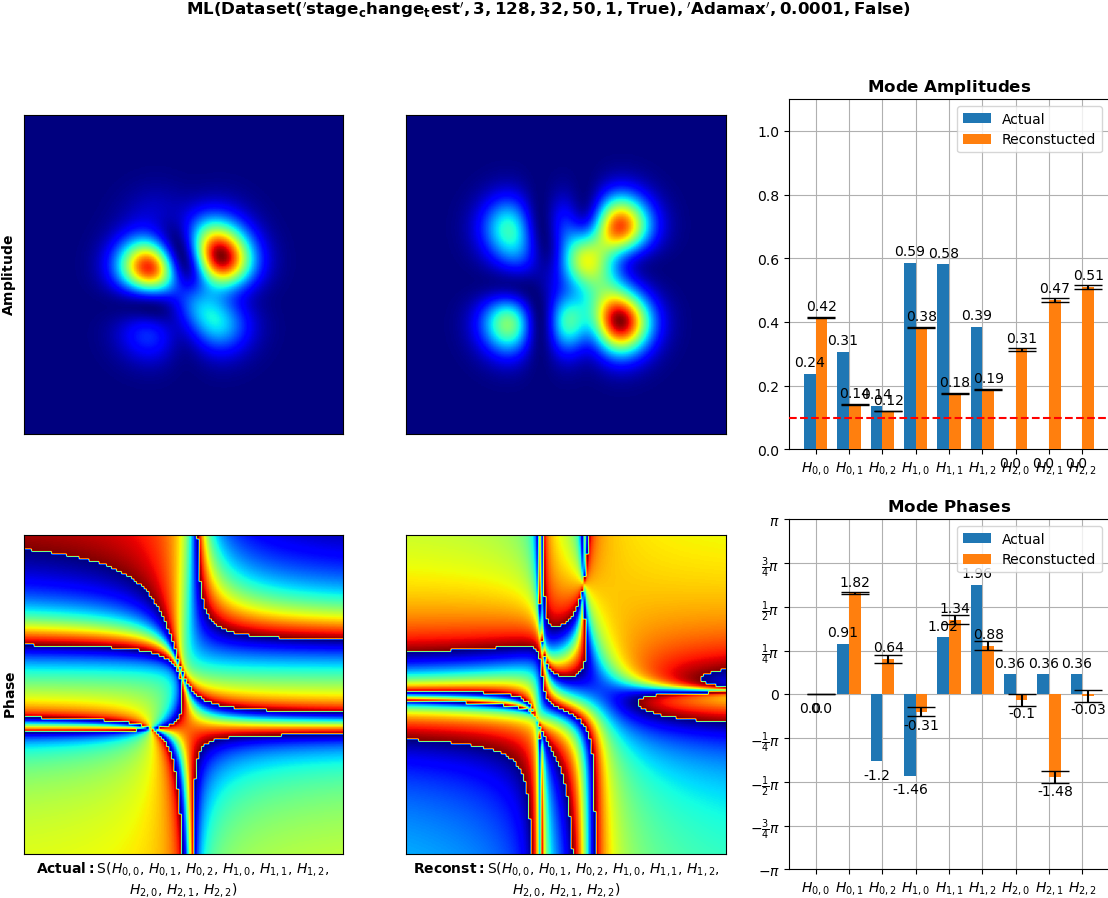 ML(Dataset('stage_change_test', 3, 128, 32, 50, 1, True), 'Adamax', 0.0001, False)
Amplitude
Mode Amplitudes
Actual
Reconstucted
1.0
0.8
0.6
0.4
0.2
0.0
0.24 0.42 0.31 0.14 0.14 0.12 0.59 0.38 0.58 0.18 0.39 0.19 0.0 0.31 0.0 0.47 0.0 0.51
H0,0 H0,1 H0,2 H1,0 H1,1 H1,2 H2,0 H2,1 H2,2
Phase
Mode Phases
Actual
Reconstucted
π
3/4π
1/2π
1/4π
0
−1/4π
−1/2π
−3/4π
−π
0.0 0.0 0.91 1.82 -1.2 0.64 -1.46 -0.31 1.02 1.34 1.96 0.88 0.36 -0.1 0.36 -1.48 0.36 -0.03
H0,0 H0,1 H0,2 H1,0 H1,1 H1,2 H2,0 H2,1 H2,2
Actual: S(H0,0, H0,1, H0,2, H1,0, H1,1, H1,2,
H2,0, H2,1, H2,2)
Reconst: S(H0,0, H0,1, H0,2, H1,0, H1,1, H1,2,
H2,0, H2,1, H2,2)